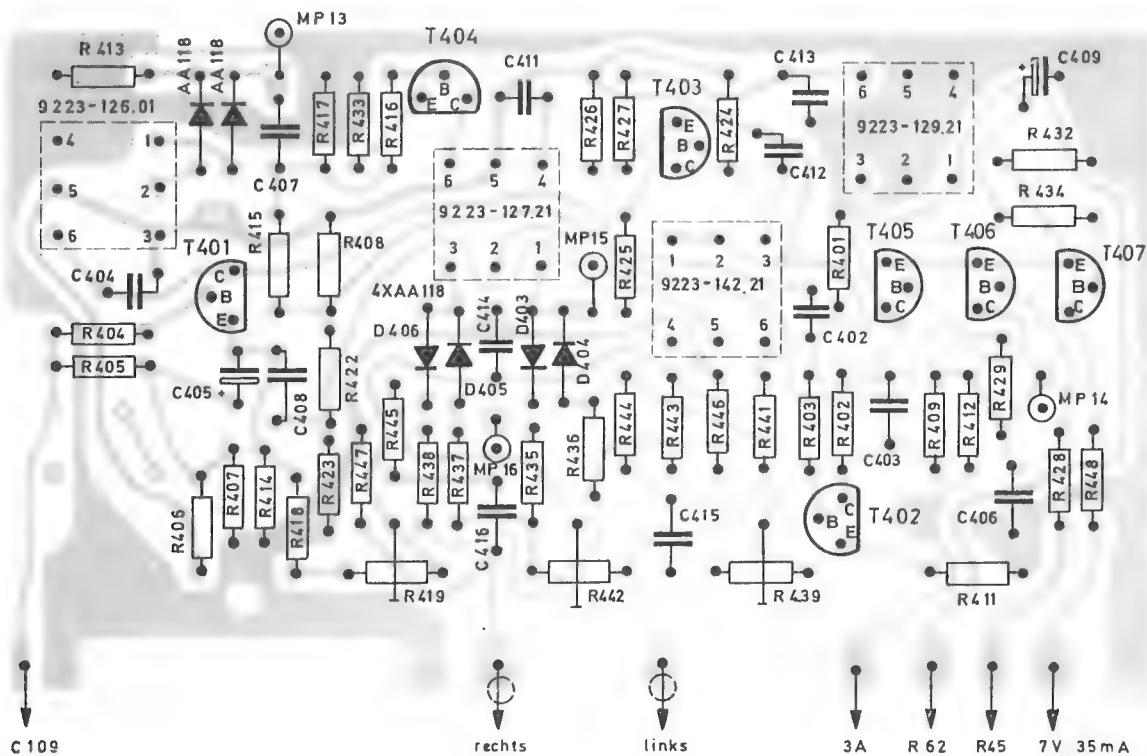 MP13
R413
AA118
AA118
T404
C411
C413
C409
+
9223-126.01
4
1
5
2
6
3
C407
R417
R433
R416
B
E
C
R426
R427
T403
E
B
C
R424
C412
6
5
4
9223-129.21
3
2
1
R432
R434
6
5
4
9223-127.21
3
2
1
R415
R408
MP15
R425
1
2
3
9223-142.21
4
5
6
R401
T405
E
B
C
T406
E
B
C
T407
E
B
C
C404
T401
C
B
E
C402
4XAA118
D406
D405
C414
D403
D404
R404
R405
C405
+
C408
R422
R445
R444
R443
R446
R441
R403
R402
C403
R409
R412
R429
MP14
R436
MP16
R406
R407
R414
R418
R423
R447
R438
R437
R435
C416
C415
T402
C
B
E
C406
R428
R448
R419
R442
R439
R411
C109
rechts
links
3A
R62
R45
7V
35mA